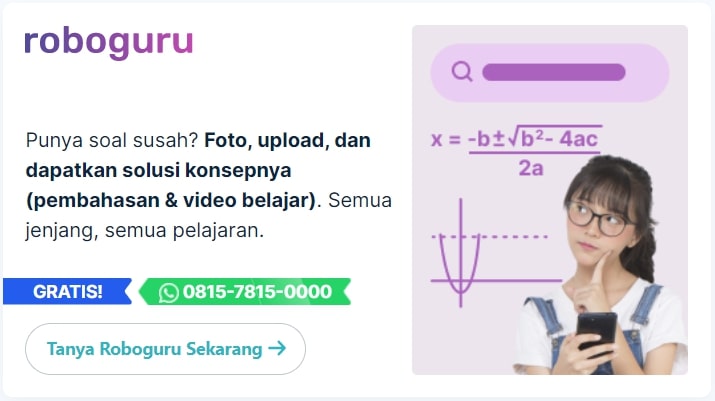 roboguru
Punya soal susah? Foto, upload, dan
dapatkan solusi konsepnya
(pembahasan & video belajar). Semua
jenjang, semua pelajaran.
GRATIS!
0815-7815-0000
Tanya Roboguru Sekarang →
x = -b±√b²- 4ac
2a